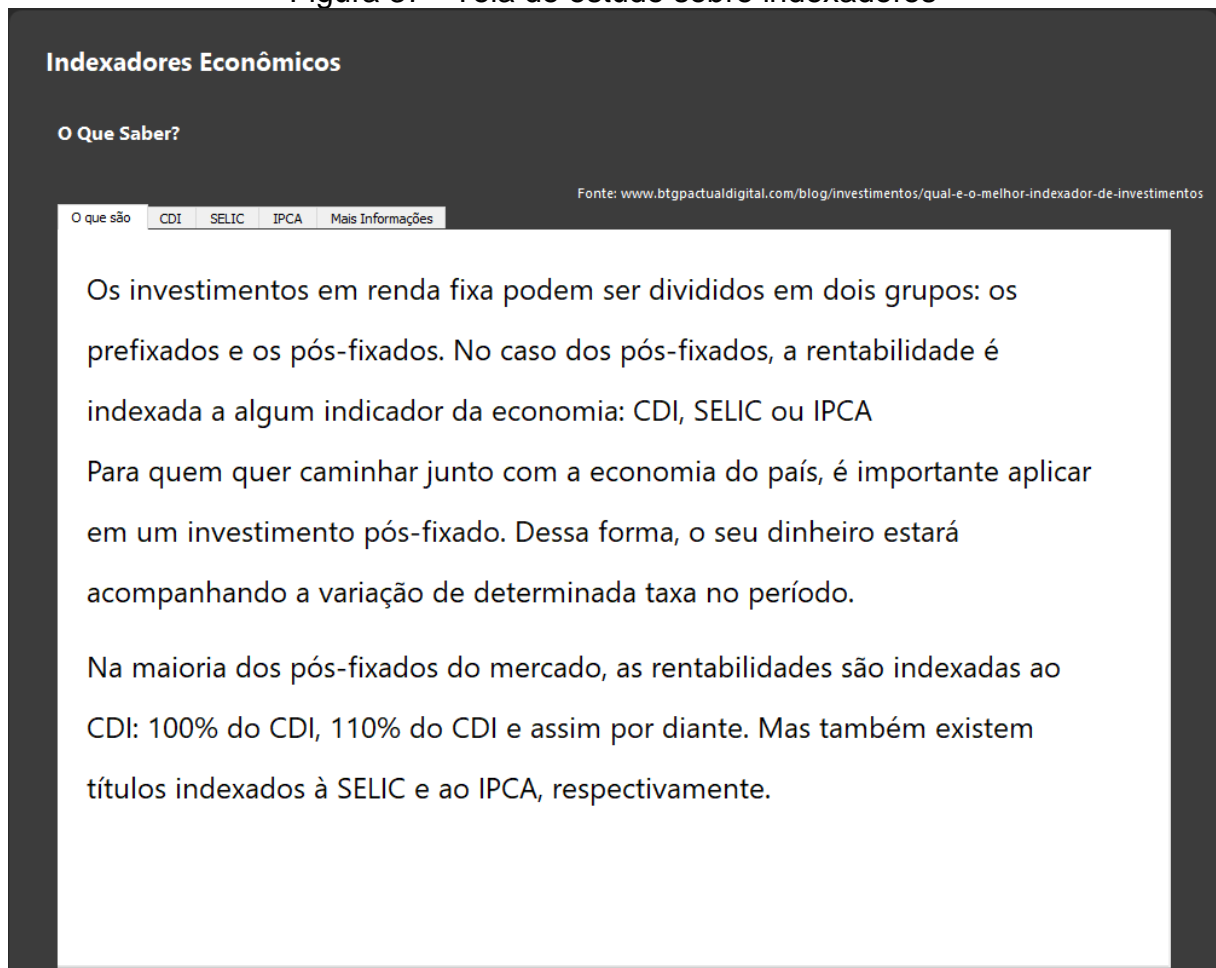 Indexadores Econômicos
O Que Saber?
Fonte: www.btgpactualdigital.com/blog/investimentos/qual-e-o-melhor-indexador-de-investimentos
O que são CDI SELIC IPCA Mais Informações
Os investimentos em renda fixa podem ser divididos em dois grupos: os
prefixados e os pós-fixados. No caso dos pós-fixados, a rentabilidade é
indexada a algum indicador da economia: CDI, SELIC ou IPCA
Para quem quer caminhar junto com a economia do país, é importante aplicar
em um investimento pós-fixado. Dessa forma, o seu dinheiro estará
acompanhando a variação de determinada taxa no período.
Na maioria dos pós-fixados do mercado, as rentabilidades são indexadas ao
CDI: 100% do CDI, 110% do CDI e assim por diante. Mas também existem
títulos indexados à SELIC e ao IPCA, respectivamente.